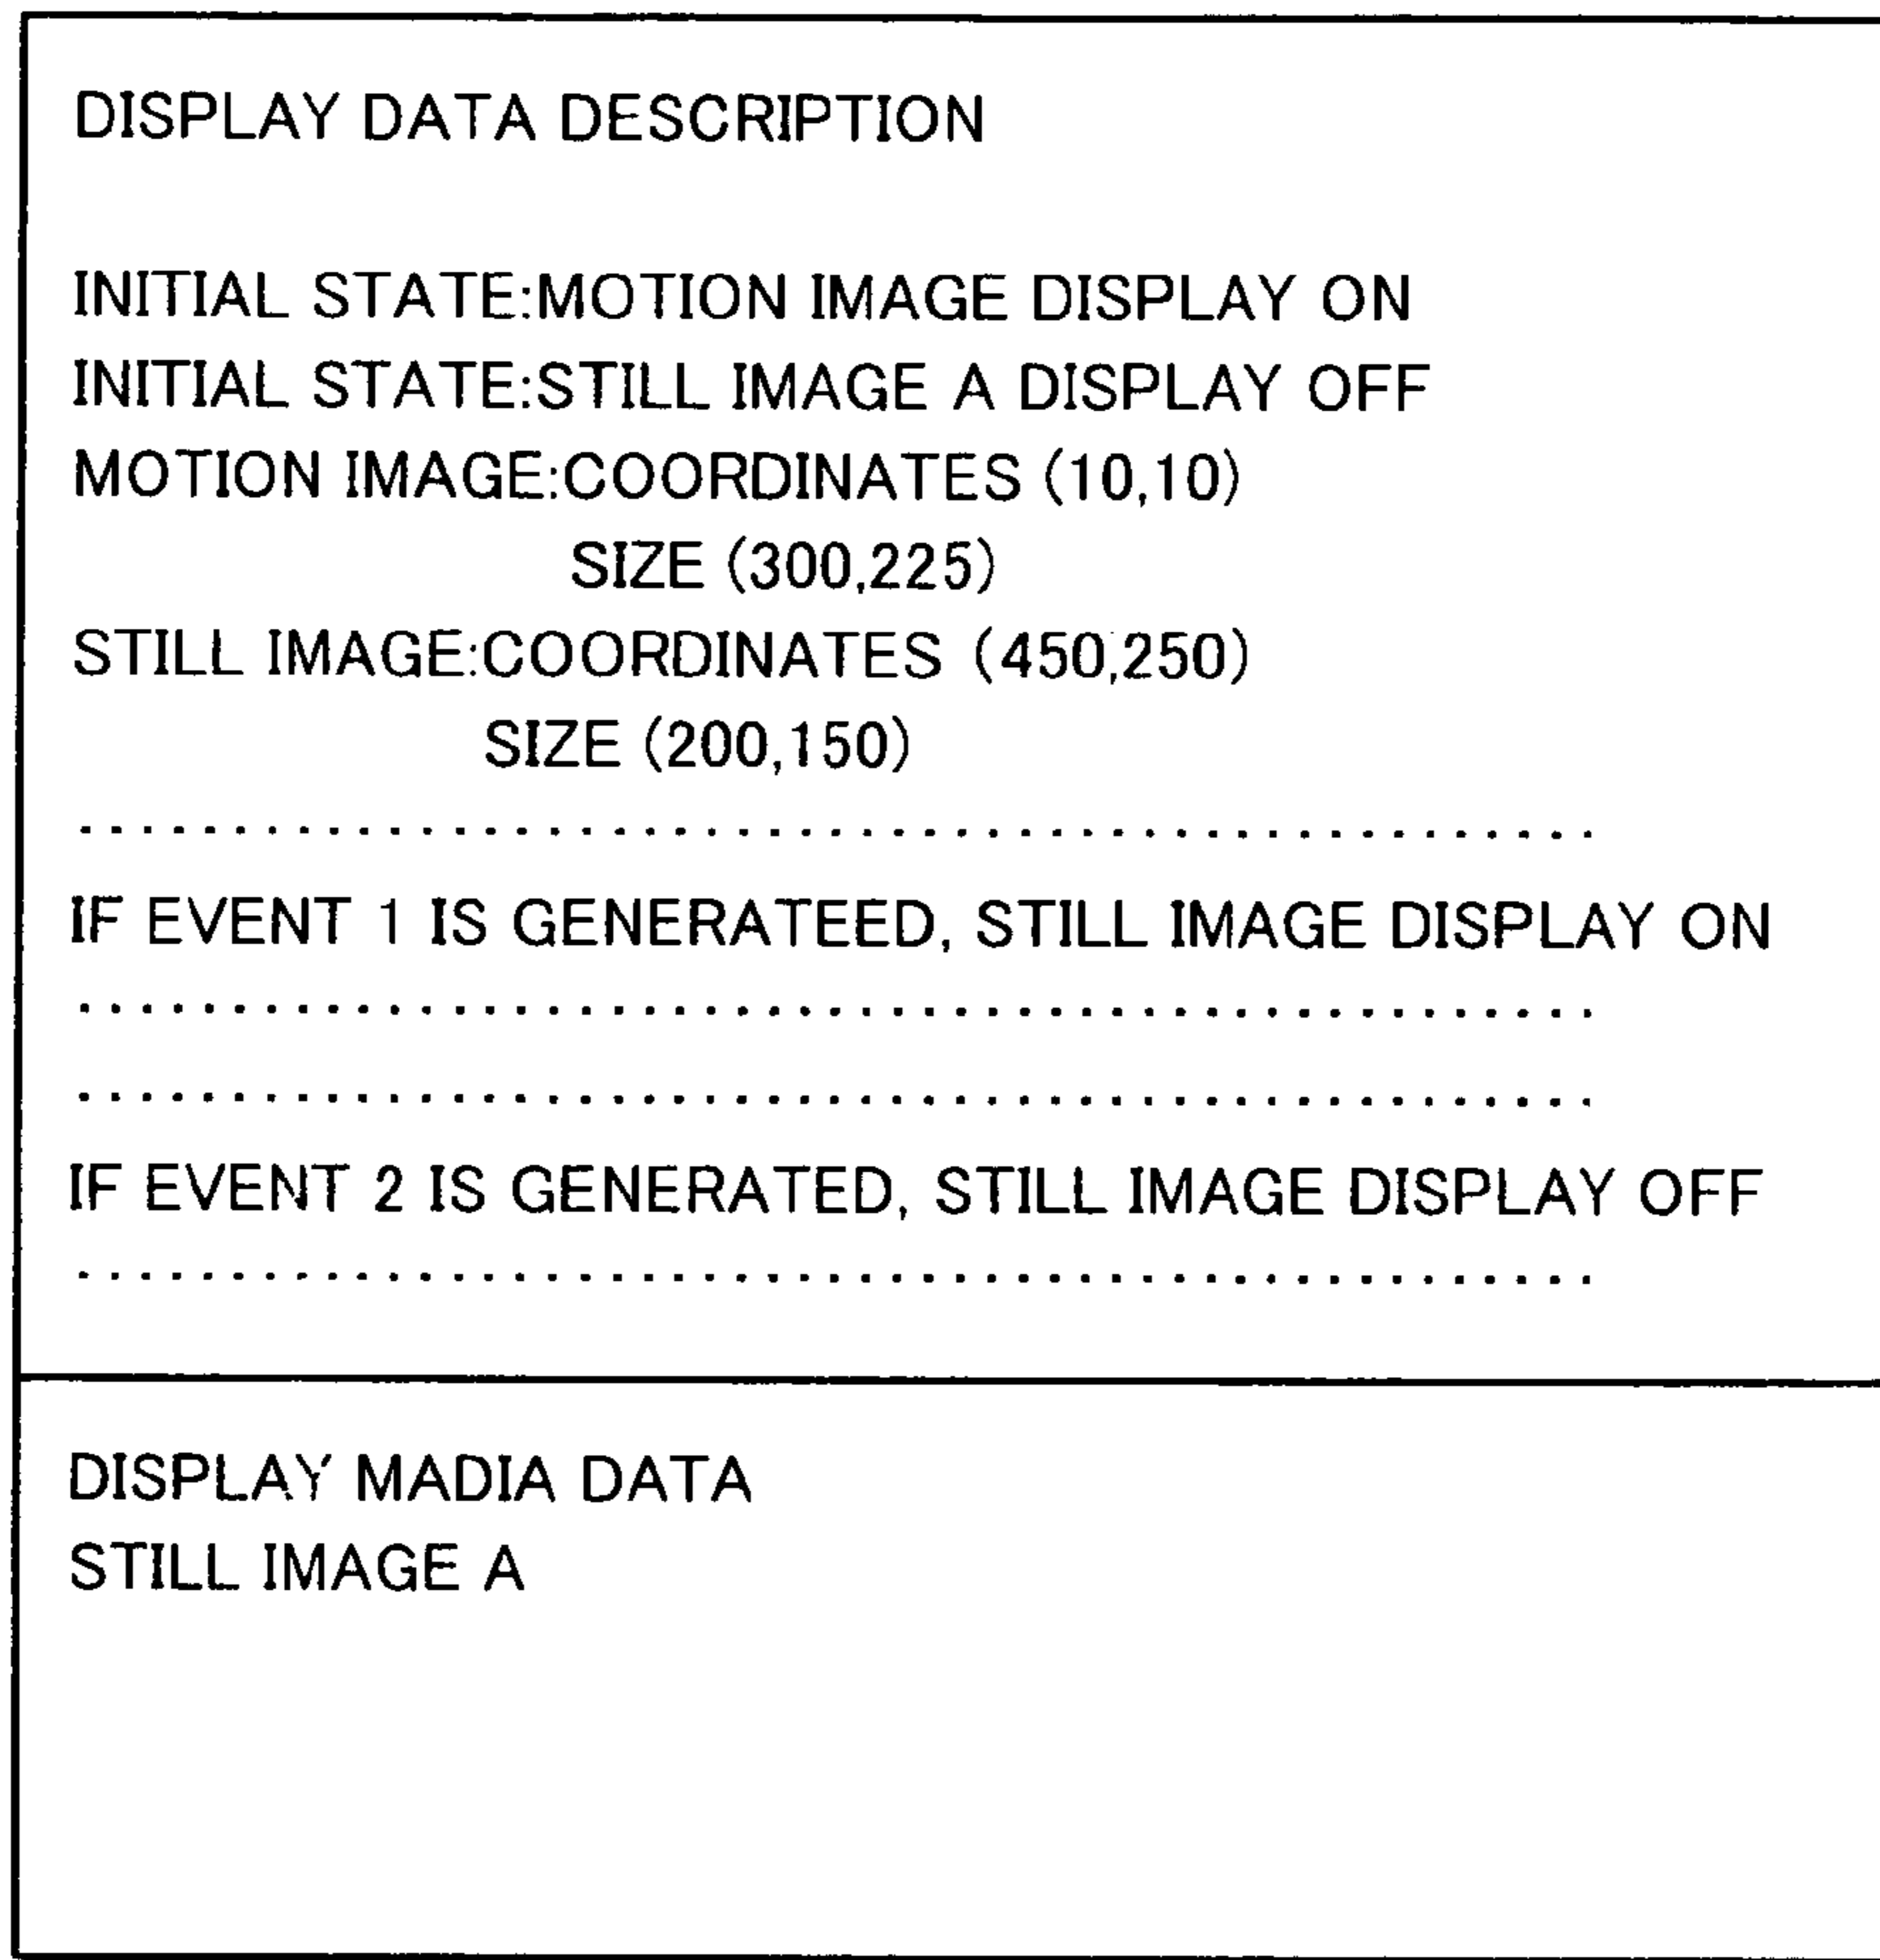 DISPLAY DATA DESCRIPTION
INITIAL STATE:MOTION IMAGE DISPLAY ON
INITIAL STATE:STILL IMAGE A DISPLAY OFF
MOTION IMAGE:COORDINATES (10,10)
SIZE (300,225)
STILL IMAGE:COORDINATES (450,250)
SIZE (200,150)
..................................................
IF EVENT 1 IS GENERATEED, STILL IMAGE DISPLAY ON
..................................................
..................................................
IF EVENT 2 IS GENERATED, STILL IMAGE DISPLAY OFF
..................................................
DISPLAY MADIA DATA
STILL IMAGE A